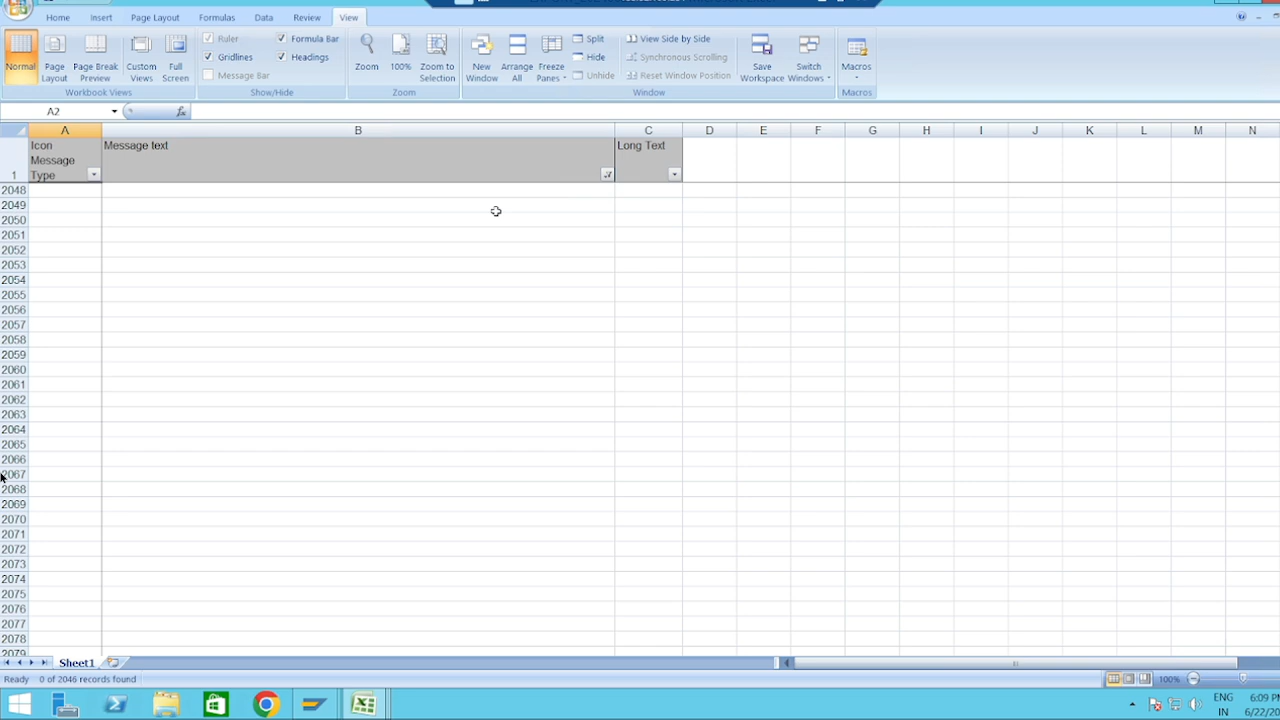 Home Insert Page Layout Formulas Data Review View
Ruler Formula Bar
Gridlines Headings
Message Bar
Normal Page Layout Page Break Preview Custom Views Full Screen
Zoom 100% Zoom to Selection
New Window Arrange All Freeze Panes
Split
Hide
Unhide
View Side by Side
Synchronous Scrolling
Reset Window Position
Save Workspace Switch Windows Macros
Workbook Views Show/Hide Zoom Window Macros
A2 fx
A B C D E F G H I J K L M N
Icon Message Type Message text Long Text
1
2048
2049
2050
2051
2052
2053
2054
2055
2056
2057
2058
2059
2060
2061
2062
2063
2064
2065
2066
2067
2068
2069
2070
2071
2072
2073
2074
2075
2076
2077
2078
2079
Sheet1
Ready 0 of 2046 records found 100%
ENG 6:09 PM
IN